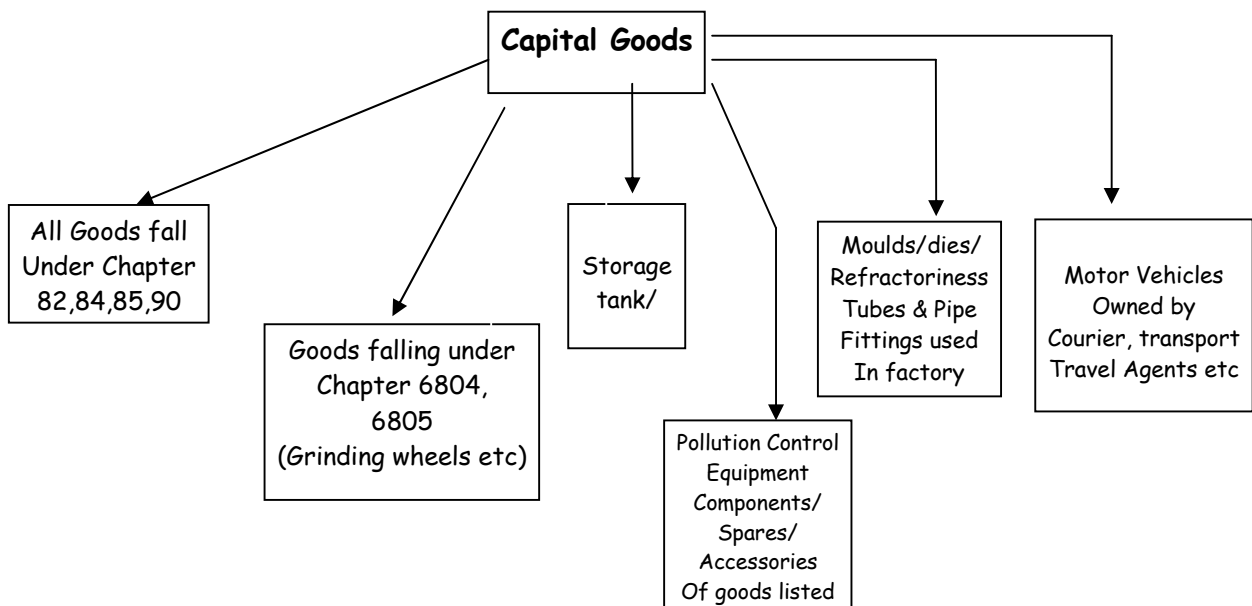 Capital Goods
All Goods fall
Under Chapter
82,84,85,90
Goods falling under
Chapter 6804,
6805
(Grinding wheels etc)
Storage
tank/
Pollution Control
Equipment
Components/
Spares/
Accessories
Of goods listed
Moulds/dies/
Refractoriness
Tubes & Pipe
Fittings used
In factory
Motor Vehicles
Owned by
Courier, transport
Travel Agents etc